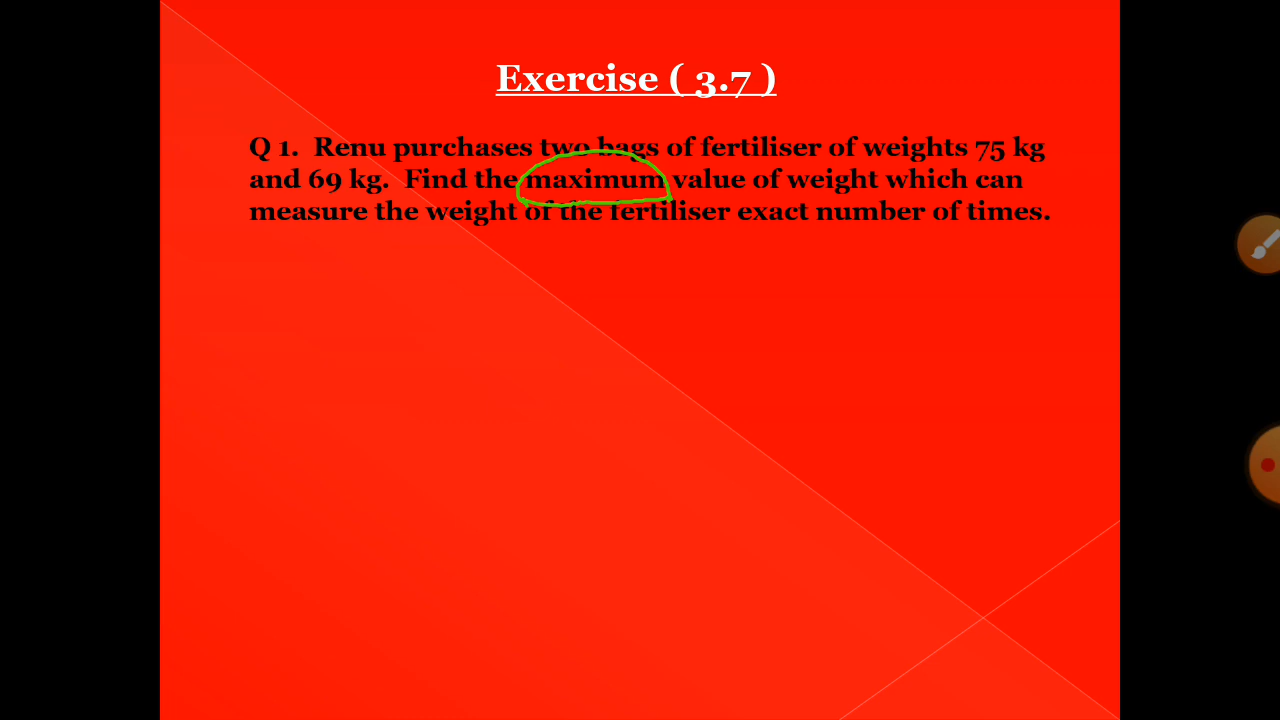 Exercise ( 3.7 )
Q 1.  Renu purchases two bags of fertiliser of weights 75 kg
and 69 kg.  Find the maximum value of weight which can
measure the weight of the fertiliser exact number of times.